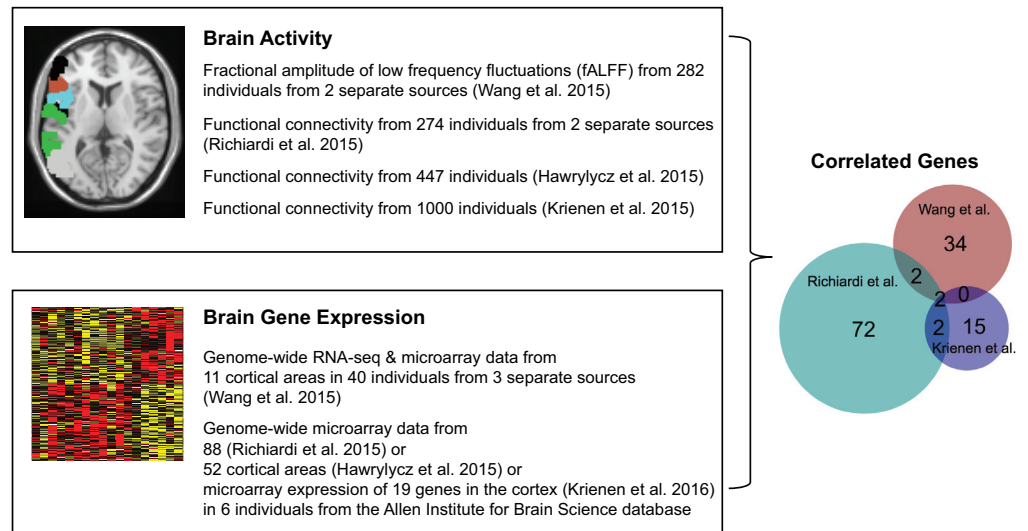 Brain Activity
Fractional amplitude of low frequency fluctuations (fALFF) from 282
individuals from 2 separate sources (Wang et al. 2015)
Functional connectivity from 274 individuals from 2 separate sources
(Richiardi et al. 2015)
Functional connectivity from 447 individuals (Hawrylycz et al. 2015)
Functional connectivity from 1000 individuals (Krienen et al. 2015)
Brain Gene Expression
Genome-wide RNA-seq & microarray data from
11 cortical areas in 40 individuals from 3 separate sources
(Wang et al. 2015)
Genome-wide microarray data from
88 (Richiardi et al. 2015) or
52 cortical areas (Hawrylycz et al. 2015) or
microarray expression of 19 genes in the cortex (Krienen et al. 2016)
in 6 individuals from the Allen Institute for Brain Science database
Correlated Genes
Wang et al.
34
Richiardi et al.
2
2
0
72
2
15
Krienen et al.